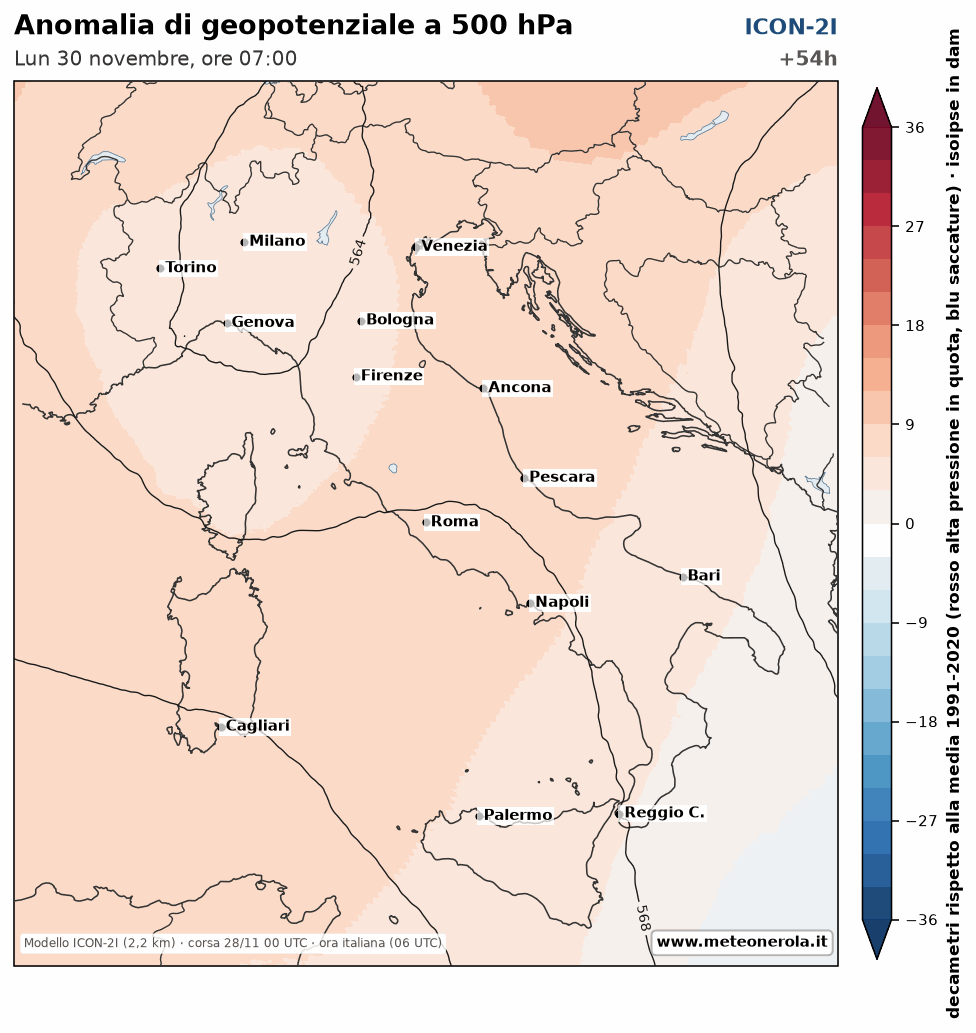 Anomalia di geopotenziale a 500 hPa
ICON-2I
Lun 30 novembre, ore 07:00
+54h
564
Milano
Venezia
Torino
Genova
Bologna
Firenze
Ancona
Pescara
Roma
Bari
Napoli
Cagliari
Palermo
Reggio C.
568
Modello ICON-2I (2,2 km) · corsa 28/11 00 UTC · ora italiana (06 UTC)
www.meteonerola.it
36
27
18
9
0
−9
−18
−27
−36
decametri rispetto alla media 1991-2020 (rosso alta pressione in quota, blu saccature) · isoipse in dam